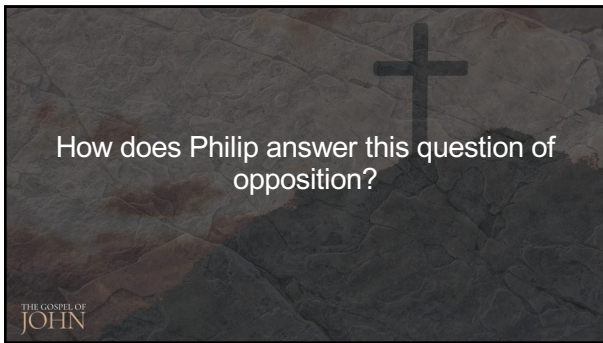 How does Philip answer this question of
opposition?
THE GOSPEL OF
JOHN